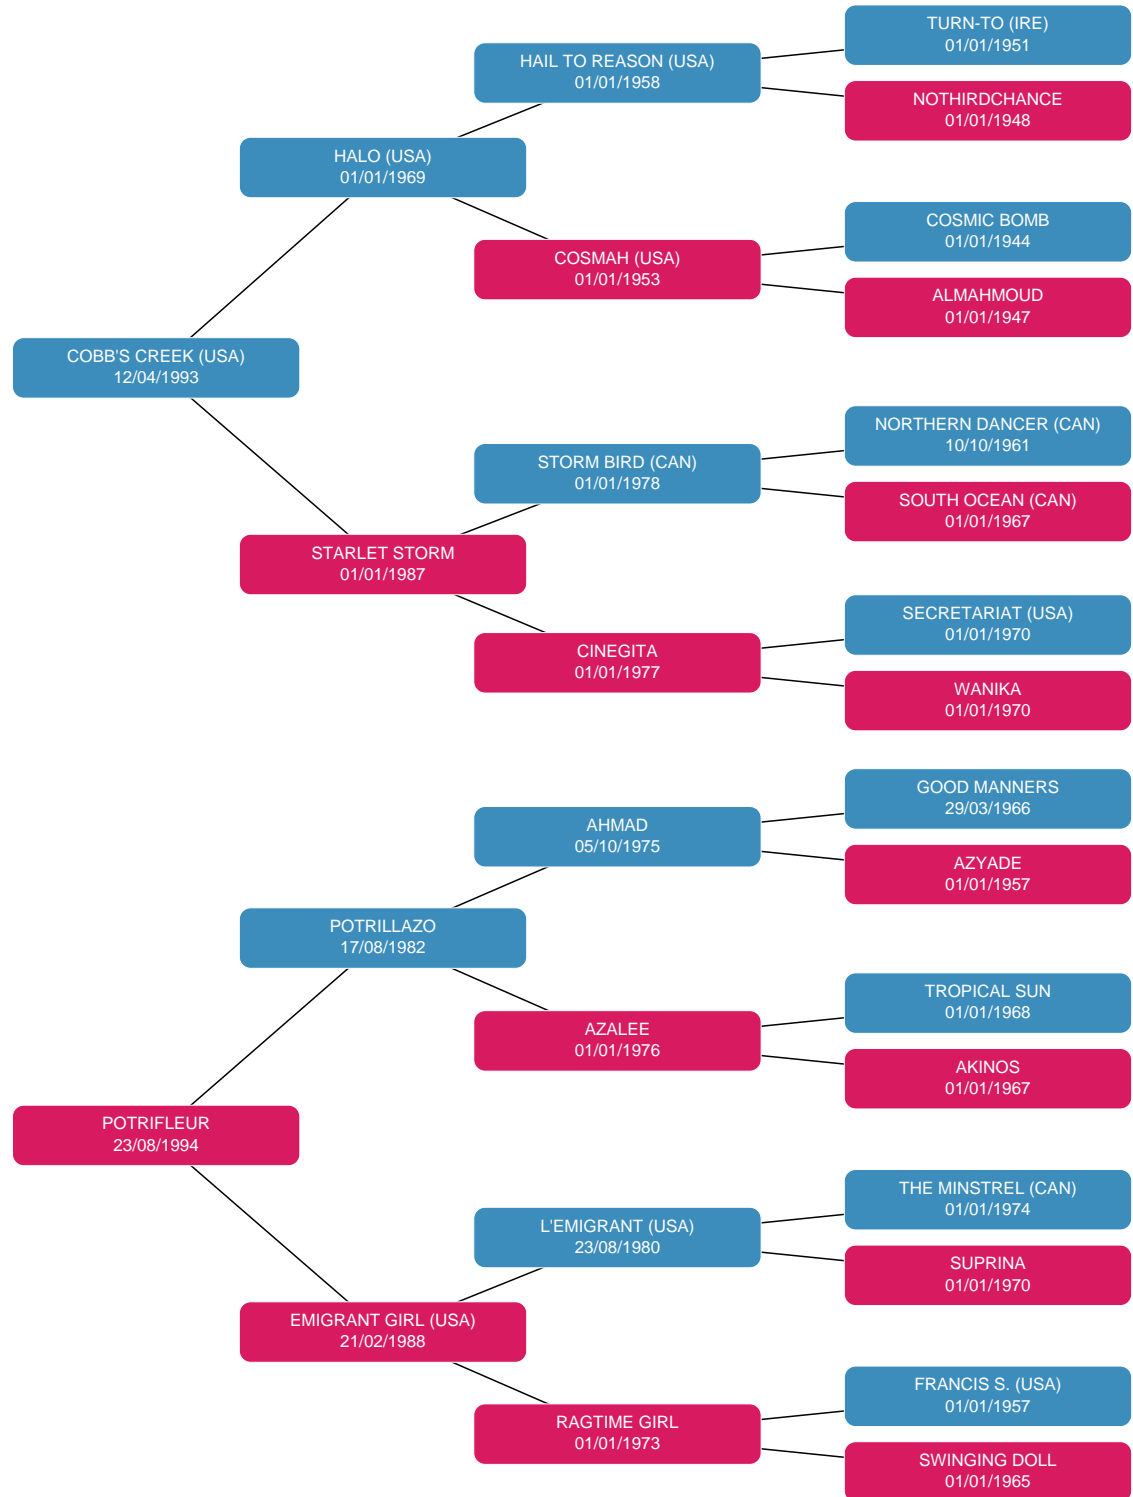 TURN-TO (IRE)
01/01/1951
HAIL TO REASON (USA)
01/01/1958
NOTHIRDCHANCE
01/01/1948
HALO (USA)
01/01/1969
COSMIC BOMB
01/01/1944
COSMAH (USA)
01/01/1953
ALMAHMOUD
01/01/1947
COBB'S CREEK (USA)
12/04/1993
NORTHERN DANCER (CAN)
10/10/1961
STORM BIRD (CAN)
01/01/1978
SOUTH OCEAN (CAN)
01/01/1967
STARLET STORM
01/01/1987
SECRETARIAT (USA)
01/01/1970
CINEGITA
01/01/1977
WANIKA
01/01/1970
GOOD MANNERS
29/03/1966
AHMAD
05/10/1975
AZYADE
01/01/1957
POTRILLAZO
17/08/1982
TROPICAL SUN
01/01/1968
AZALEE
01/01/1976
AKINOS
01/01/1967
POTRIFLEUR
23/08/1994
THE MINSTREL (CAN)
01/01/1974
L'EMIGRANT (USA)
23/08/1980
SUPRINA
01/01/1970
EMIGRANT GIRL (USA)
21/02/1988
FRANCIS S. (USA)
01/01/1957
RAGTIME GIRL
01/01/1973
SWINGING DOLL
01/01/1965